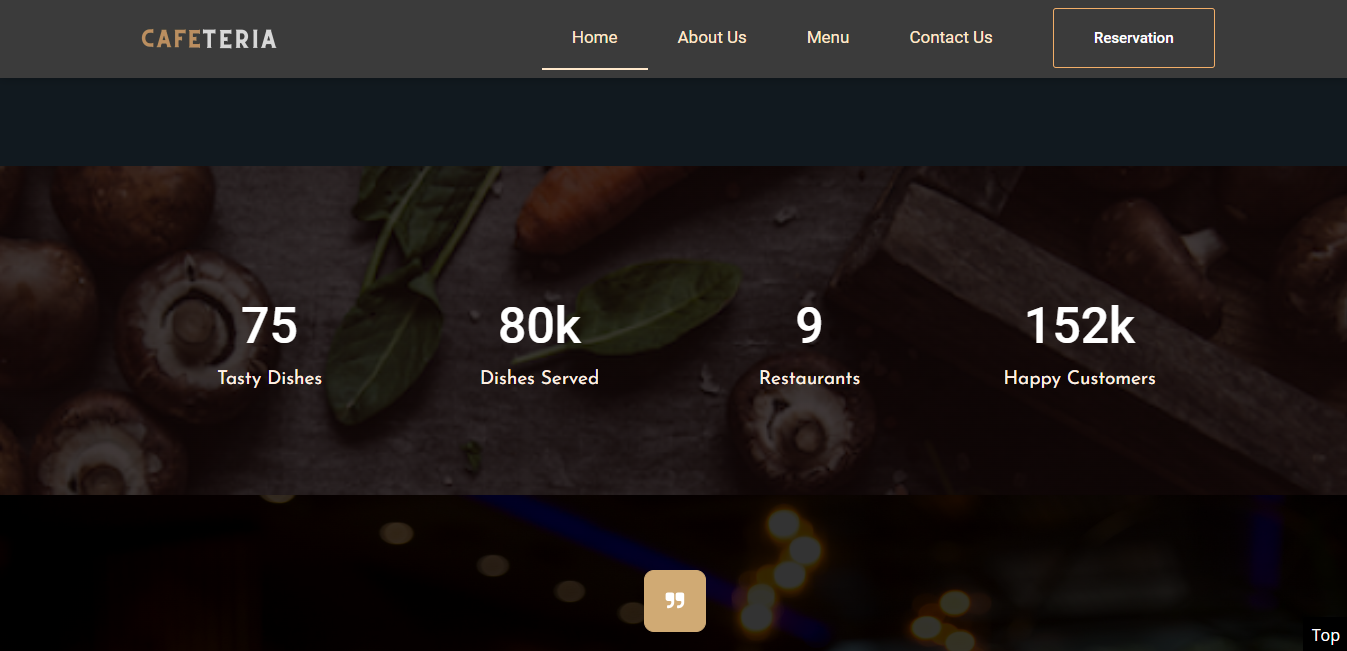 CAFETERIA
Home About Us Menu Contact Us Reservation
75 80k 9 152k
Tasty Dishes Dishes Served Restaurants Happy Customers
”
Top